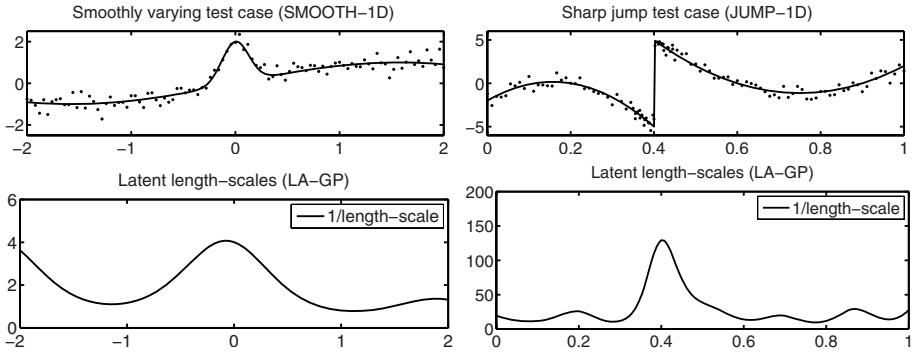 Smoothly varying test case (SMOOTH−1D)
2
0
−2
−2 −1 0 1 2
Sharp jump test case (JUMP−1D)
5
0
−5
0 0.2 0.4 0.6 0.8 1
Latent length−scales (LA−GP)
6
4
2
0
−2 −1 0 1 2
1/length−scale
Latent length−scales (LA−GP)
200
150
100
50
0
0 0.2 0.4 0.6 0.8 1
1/length−scale